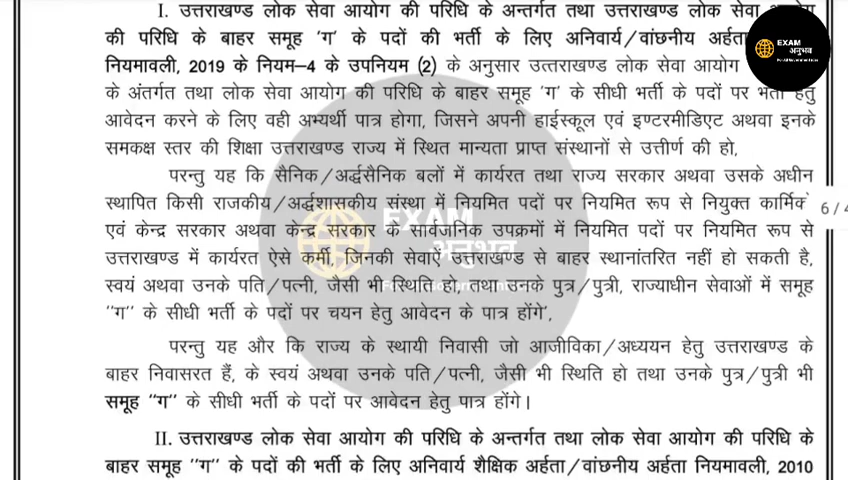 I. उत्तराखण्ड लोक सेवा आयोग की परिधि के अन्तर्गत तथा उत्तराखण्ड लोक सेवा
की परिधि के बाहर समूह 'ग' के पदों की भर्ती के लिए अनिवार्य/वांछनीय अर्हता
नियमावली, 2019 के नियम–4 के उपनियम (2) के अनुसार उत्तराखण्ड लोक सेवा आयोग
के अंतर्गत तथा लोक सेवा आयोग की परिधि के बाहर समूह 'ग' के सीधी भर्ती के पदों पर भर्ती हेतु
आवेदन करने के लिए वही अभ्यर्थी पात्र होगा, जिसने अपनी हाईस्कूल एवं इण्टरमीडिएट अथवा इनके
समकक्ष स्तर की शिक्षा उत्तराखण्ड राज्य में स्थित मान्यता प्राप्त संस्थानों से उत्तीर्ण की हो,
परन्तु यह कि सैनिक/अर्द्धसैनिक बलों में कार्यरत तथा राज्य सरकार अथवा उसके अधीन
स्थापित किसी राजकीय/अर्द्धशासकीय संस्था में नियमित पदों पर नियमित रूप से नियुक्त कार्मिकों
एवं केन्द्र सरकार अथवा केन्द्र सरकार के सार्वजनिक उपक्रमों में नियमित पदों पर नियमित रूप से
उत्तराखण्ड में कार्यरत ऐसे कर्मी, जिनकी सेवाऐं उत्तराखण्ड से बाहर स्थानांतरित नहीं हो सकती है,
स्वयं अथवा उनके पति/पत्नी, जैसी भी स्थिति हो, तथा उनके पुत्र/पुत्री, राज्याधीन सेवाओं में समूह
"ग" के सीधी भर्ती के पदों पर चयन हेतु आवेदन के पात्र होंगे',
परन्तु यह और कि राज्य के स्थायी निवासी जो आजीविका/अध्ययन हेतु उत्तराखण्ड के
बाहर निवासरत हैं, के स्वयं अथवा उनके पति/पत्नी, जैसी भी स्थिति हो तथा उनके पुत्र/पुत्री भी
समूह "ग" के सीधी भर्ती के पदों पर आवेदन हेतु पात्र होंगे।
II. उत्तराखण्ड लोक सेवा आयोग की परिधि के अन्तर्गत तथा लोक सेवा आयोग की परिधि के
बाहर समूह "ग" के पदों की भर्ती के लिए अनिवार्य शैक्षिक अर्हता/वांछनीय अर्हता नियमावली, 2010
EXAM
अनुभव
6/4
EXAM
अनुभव